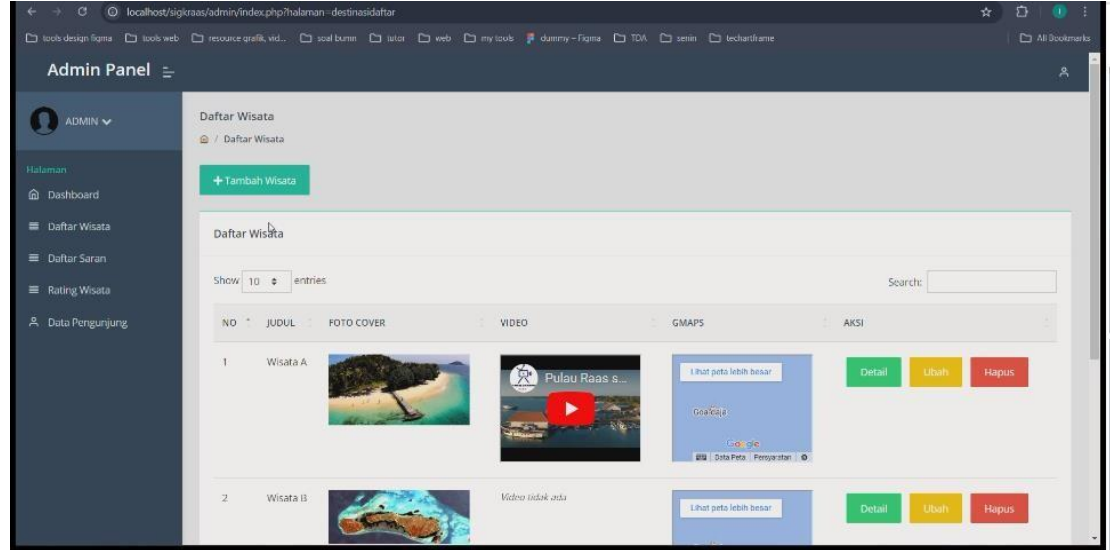 localhost/sigkraas/admin/index.php?halaman=destinasidaftar
tools design figma tools web resource grafik, vid... soal bumn tutor web my tools dummy – Figma TDA senin techartframe All Bookmarks
Admin Panel
ADMIN
Halaman
Dashboard
Daftar Wisata
Daftar Saran
Rating Wisata
Data Pengunjung
Daftar Wisata
/ Daftar Wisata
+ Tambah Wisata
Daftar Wisata
Show 10 entries
Search:
NO JUDUL FOTO COVER VIDEO GMAPS AKSI
1 Wisata A
Pulau Raas s...
Lihat peta lebih besar
Google
Data Peta Persyaratan
Detail Ubah Hapus
2 Wisata B
Video tidak ada
Lihat peta lebih besar
Detail Ubah Hapus